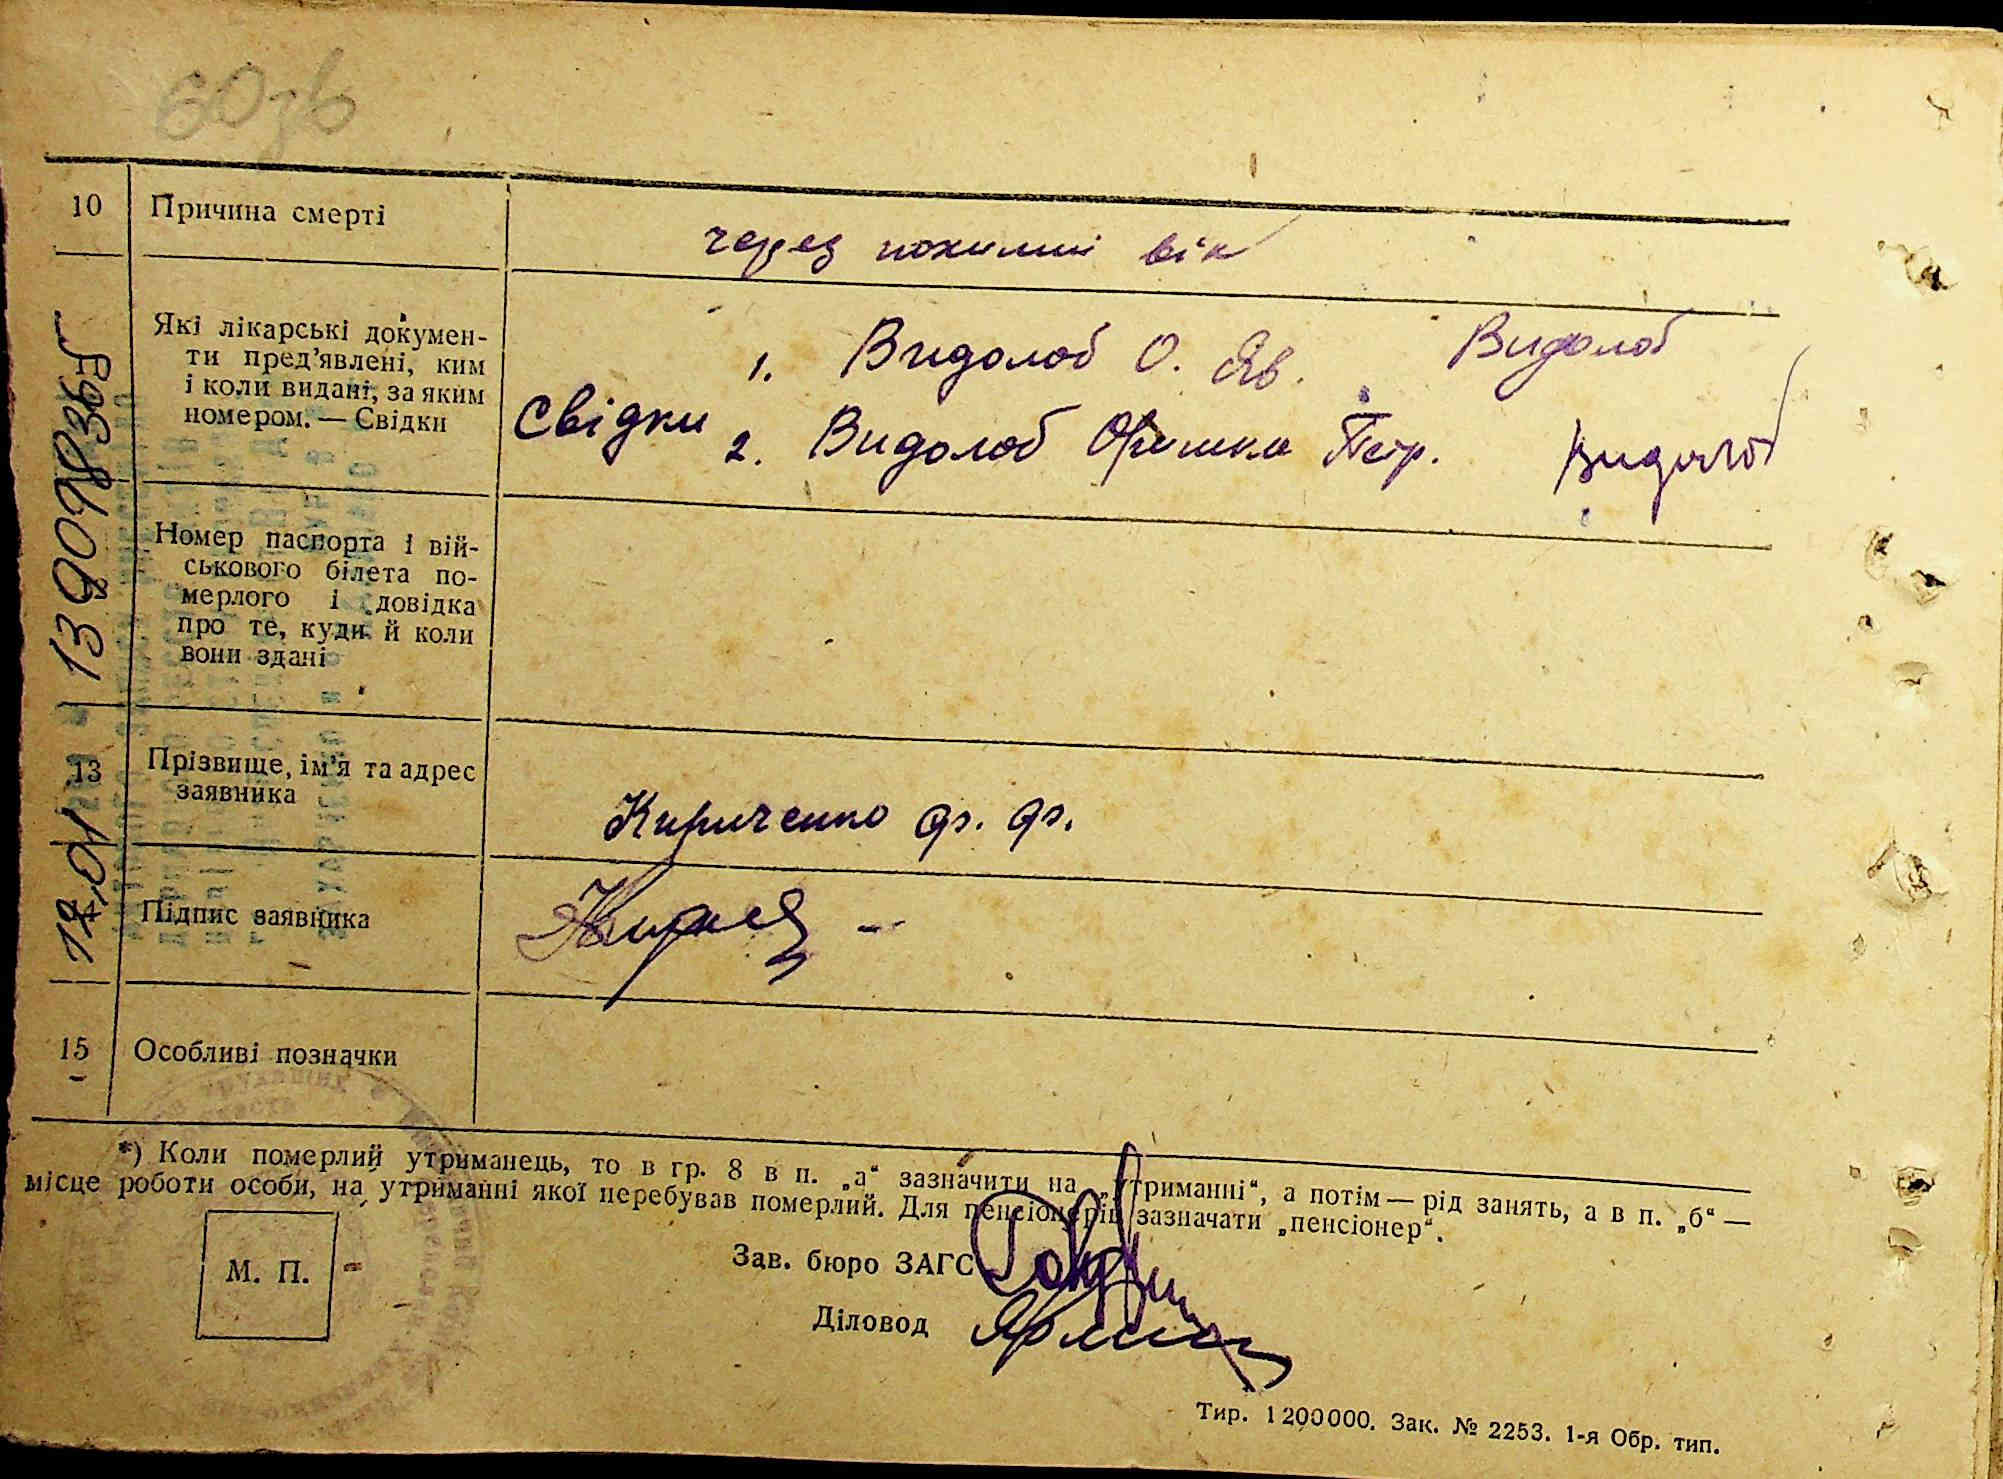 10 Причина смерті
через похилий вік
Які лікарські докумен-
ти пред’явлені, ким
і коли видані, за яким
номером. — Свідки
1. Видолоб О. Яв. Видолоб
Свідки 2. Видолоб Оришка Петр. Видолоб
Номер паспорта і вій-
ськового білета по-
мерлого і довідка
про те, куди й коли
вони здані
13 Прізвище, ім’я та адрес
заявника
Кириченко Ф. Ф.
Підпис заявника
15 Особливі позначки
*) Коли померлий утриманець, то в гр. 8 в п. „а“ зазначити на „утриманні“, а потім — рід занять, а в п. „б“ —
місце роботи особи, на утриманні якої перебував померлий. Для пенсіонерів зазначати „пенсіонер“.
М. П.
Зав. бюро ЗАГС
Діловод
Тир. 1200000. Зак. № 2253. 1-я Обр. тип.